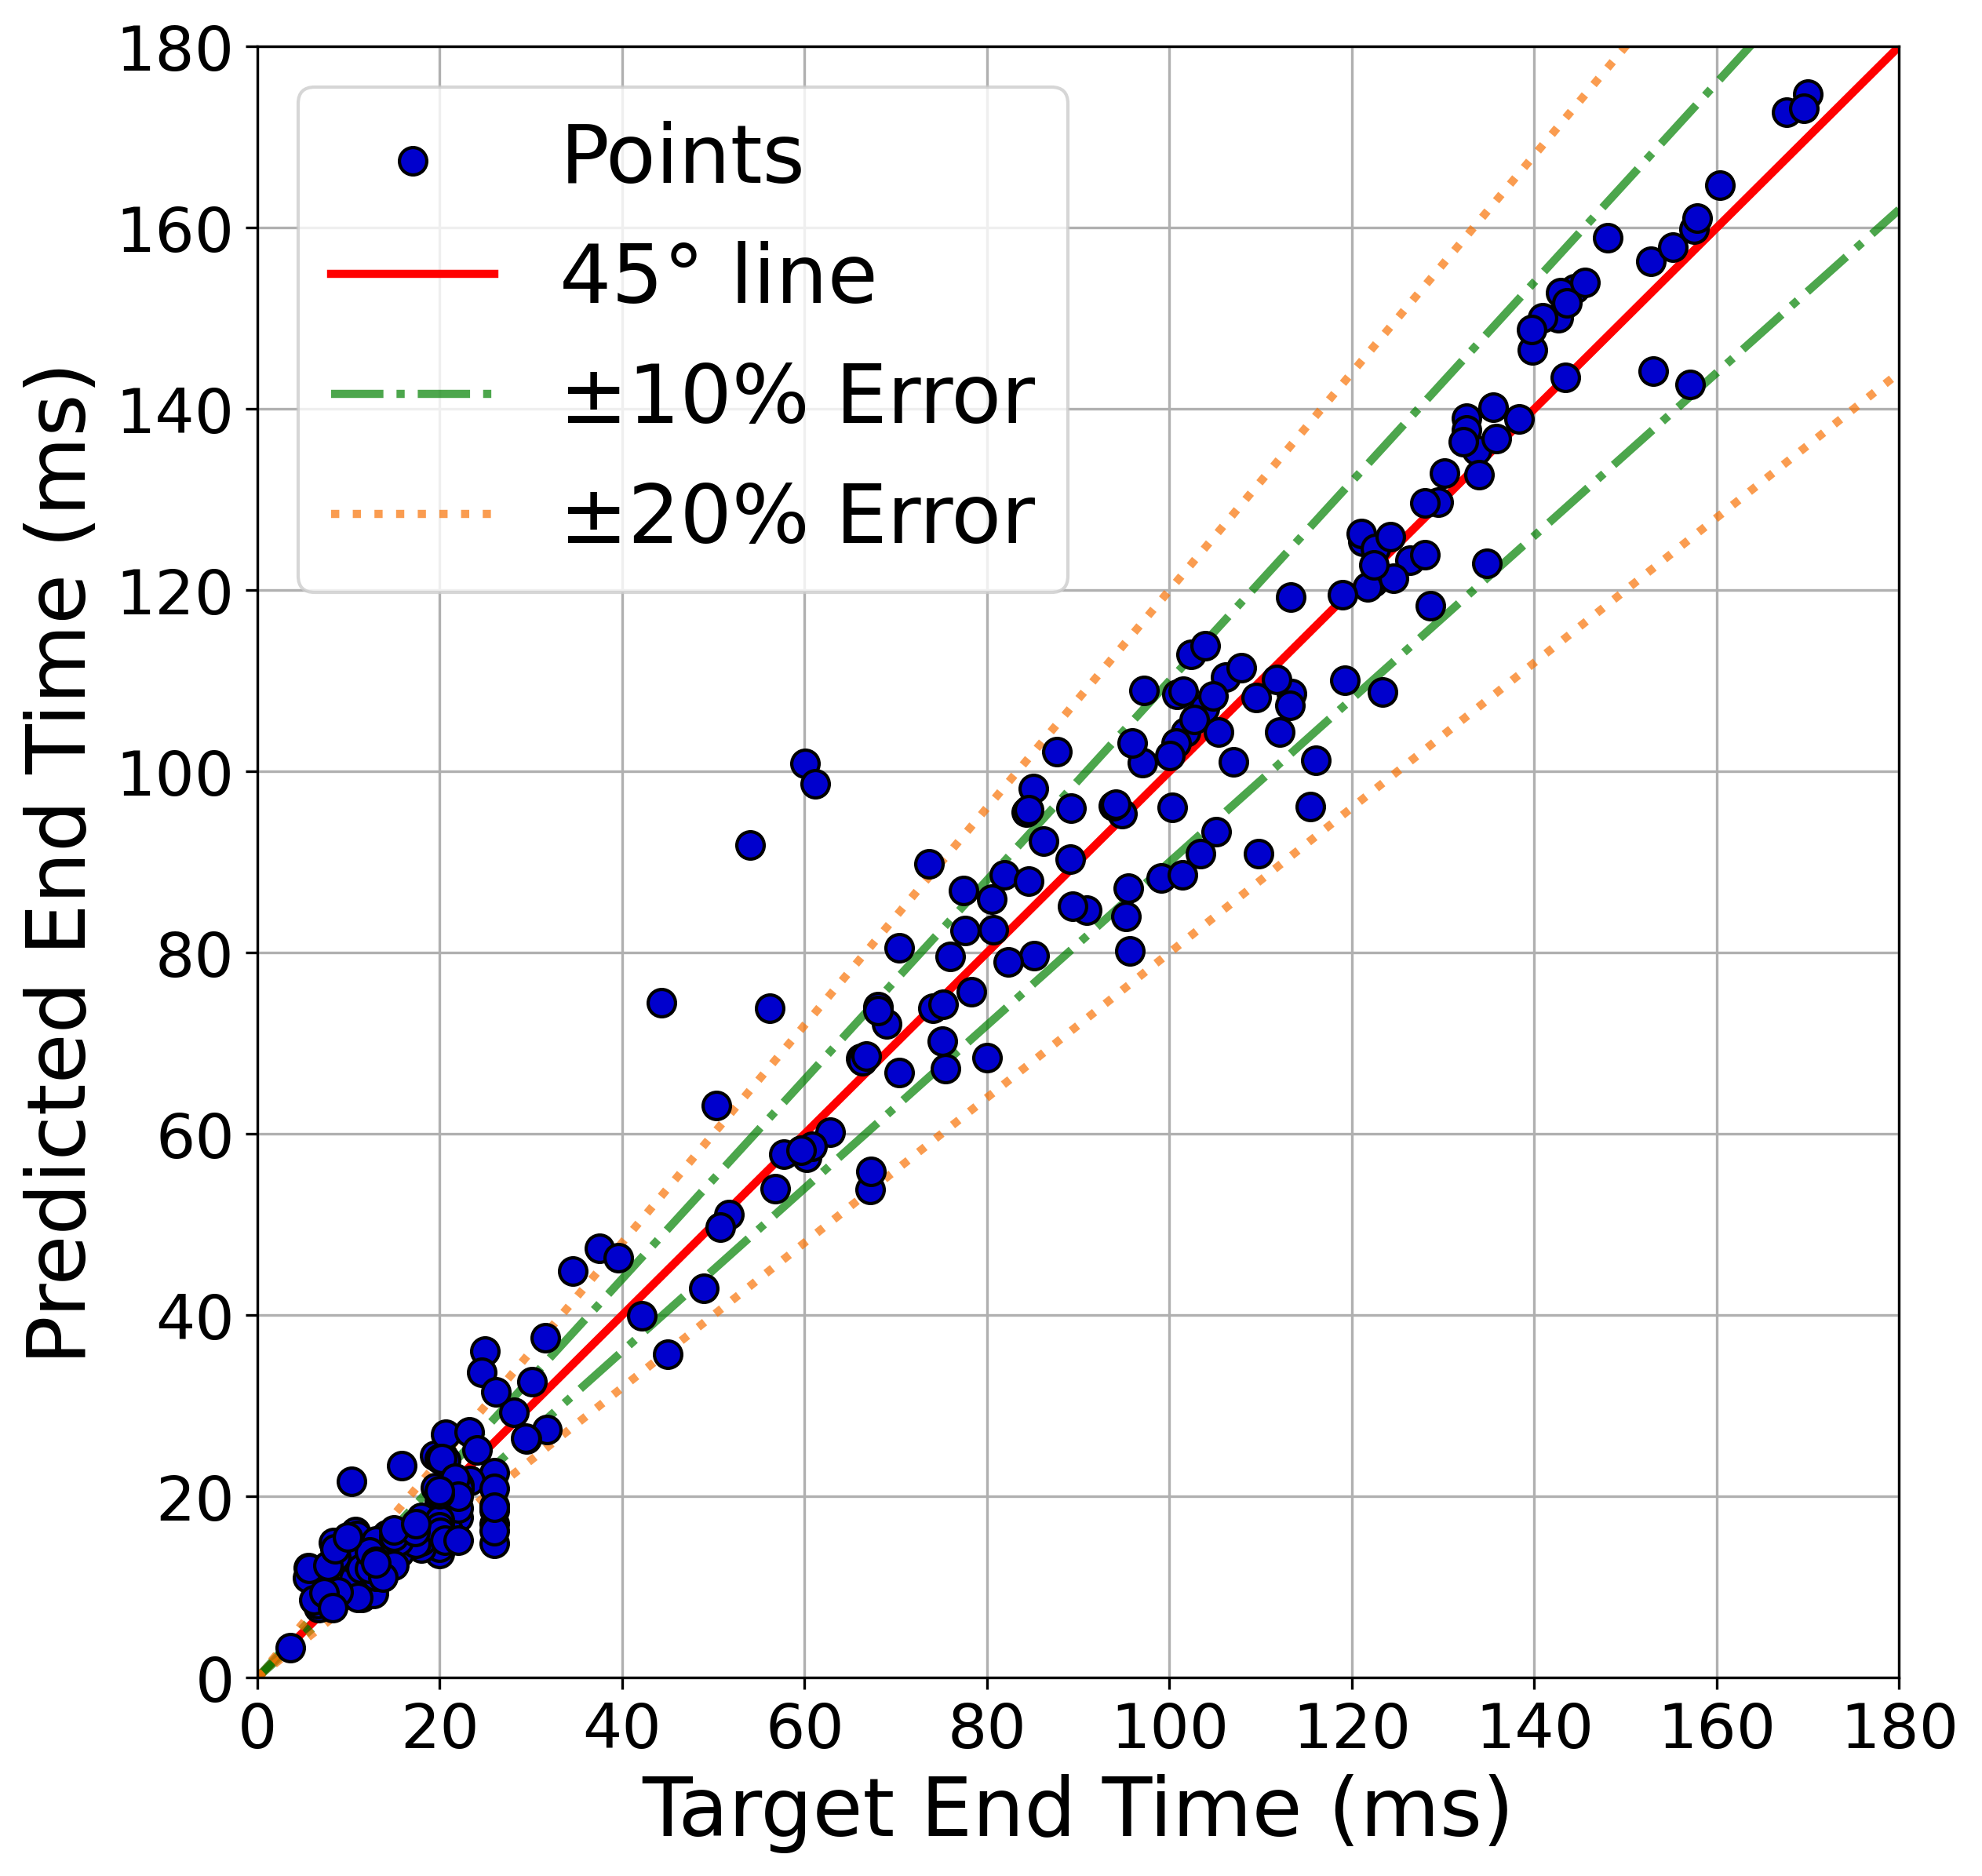 180
160
140
120
100
80
60
40
20
0
Predicted End Time (ms)
Points
45° line
±10% Error
±20% Error
0 20 40 60 80 100 120 140 160 180
Target End Time (ms)